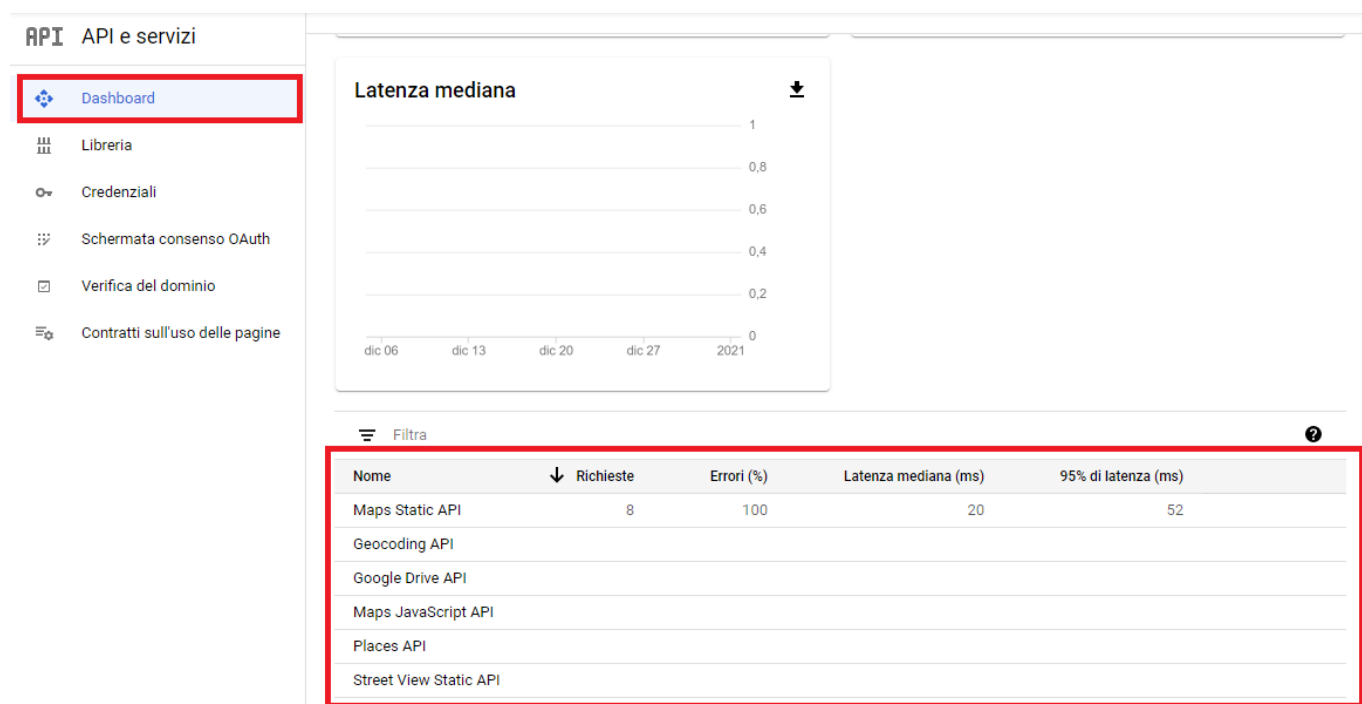 API API e servizi
Dashboard
Libreria
Credenziali
Schermata consenso OAuth
Verifica del dominio
Contratti sull'uso delle pagine
Latenza mediana
1
0,8
0,6
0,4
0,2
0
dic 06 dic 13 dic 20 dic 27 2021
Filtra
Nome Richieste Errori (%) Latenza mediana (ms) 95% di latenza (ms)
Maps Static API 8 100 20 52
Geocoding API
Google Drive API
Maps JavaScript API
Places API
Street View Static API